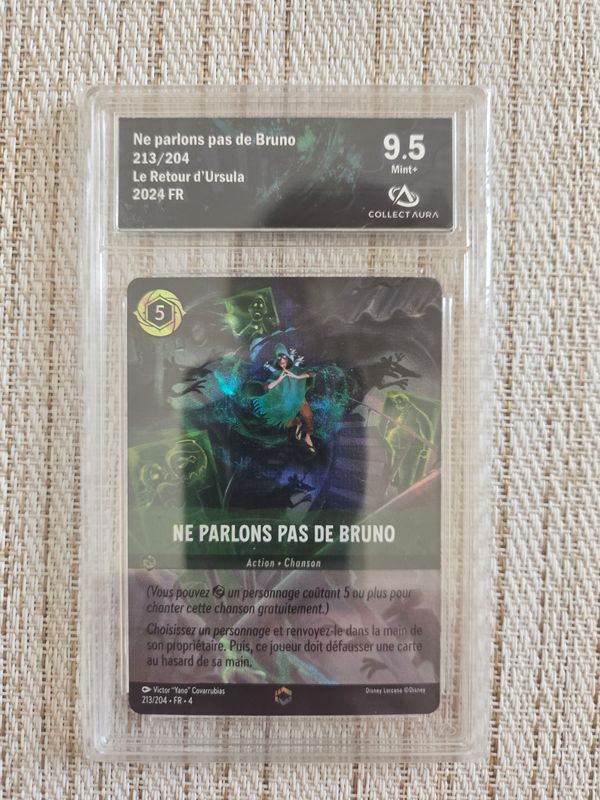 Ne parlons pas de Bruno
213/204
Le Retour d'Ursula
2024 FR
9.5
Mint+
COLLECT AURA
5
NE PARLONS PAS DE BRUNO
Action • Chanson
(Vous pouvez un personnage coûtant 5 ou plus pour
chanter cette chanson gratuitement.)
Choisissez un personnage et renvoyez-le dans la main de
son propriétaire. Puis, ce joueur doit défausser une carte
au hasard de sa main.
Victor "Yano" Covarrubias
213/204 • FR • 4
Disney Lorcana ©Disney